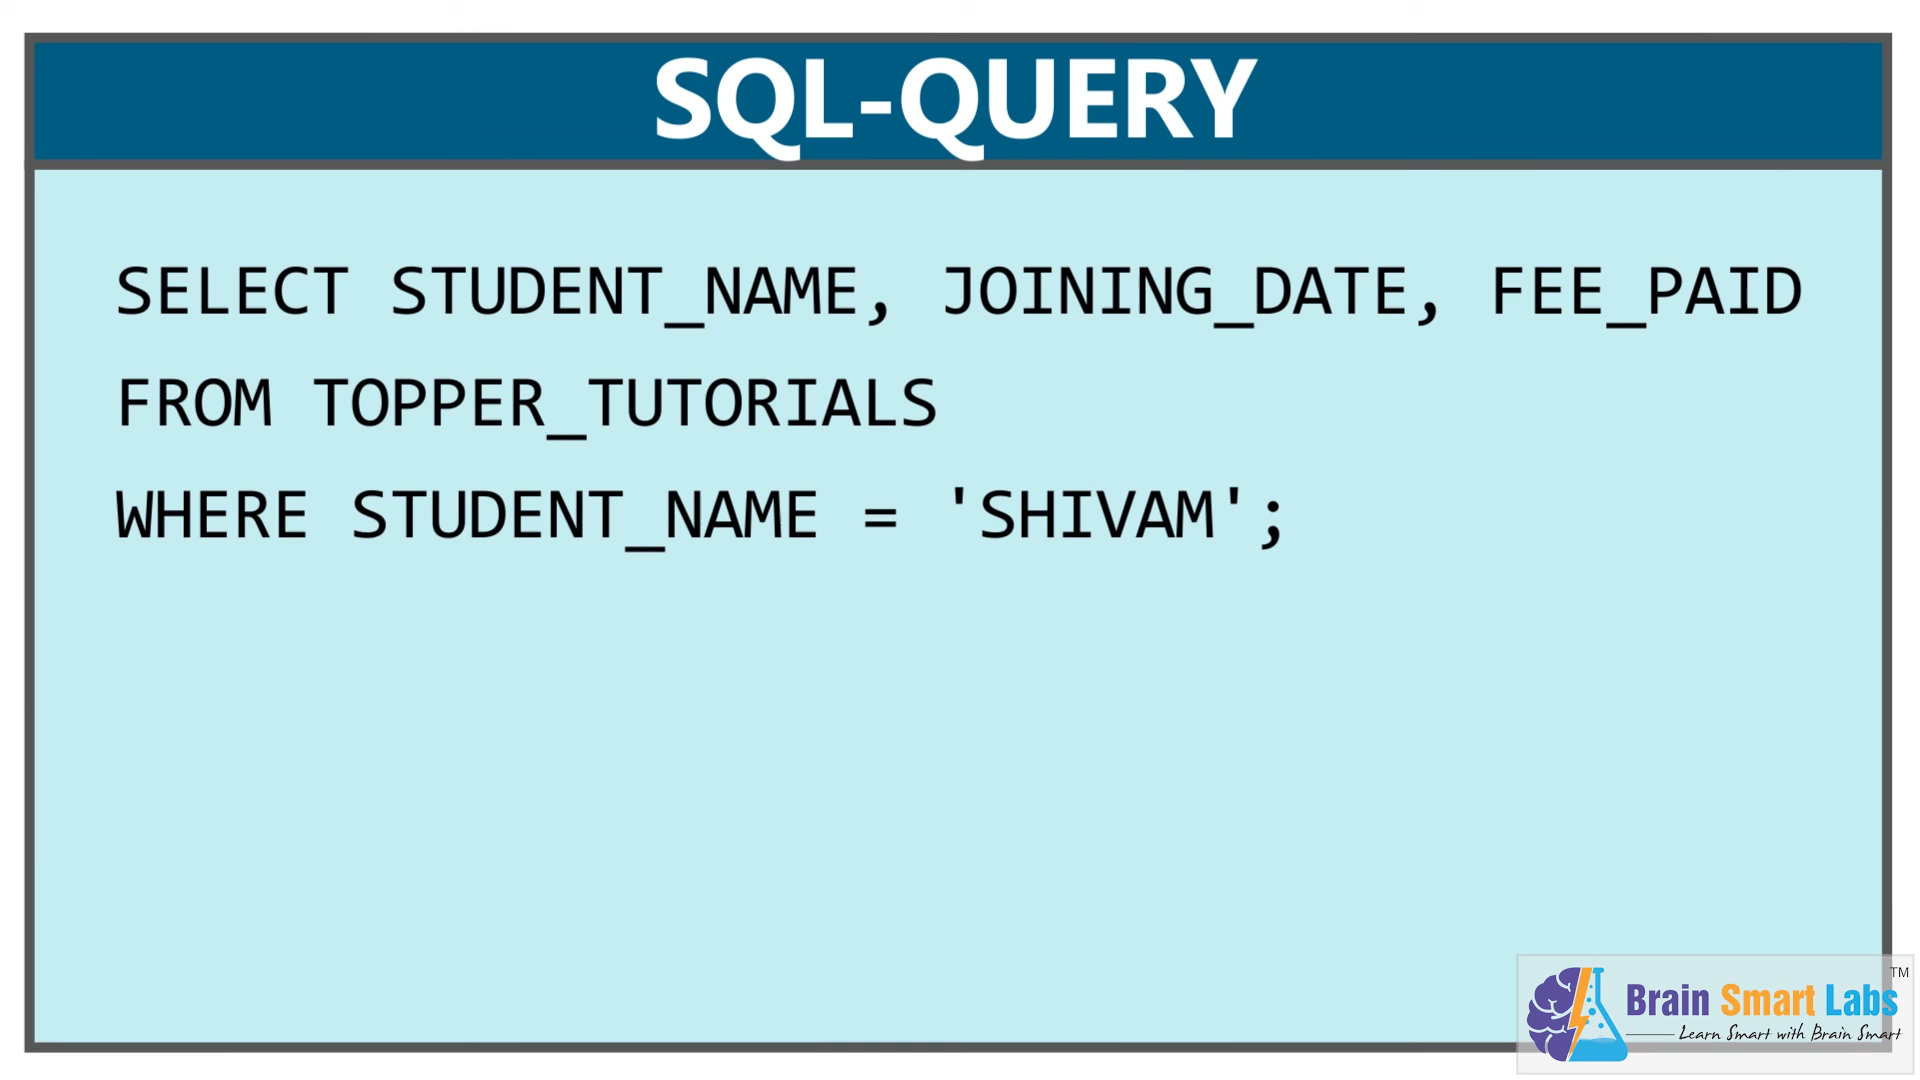 SQL-QUERY
SELECT STUDENT_NAME, JOINING_DATE, FEE_PAID
FROM TOPPER_TUTORIALS
WHERE STUDENT_NAME = 'SHIVAM';
TM
Brain Smart Labs
Learn Smart with Brain Smart